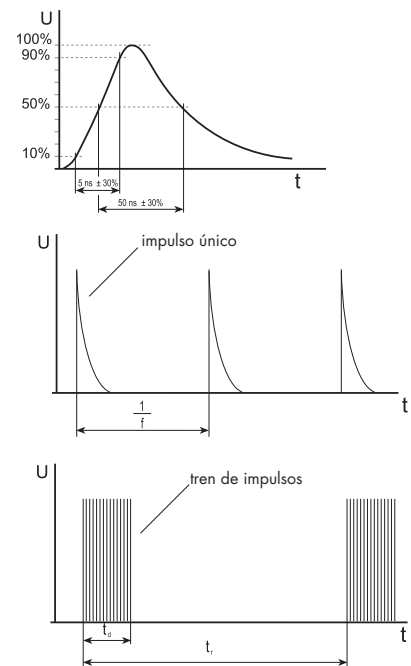 U
100%
90%
50%
10%
5 ns ± 30%
50 ns ± 30%
t
U
impulso único
1
f
t
U
tren de impulsos
td
tr
t